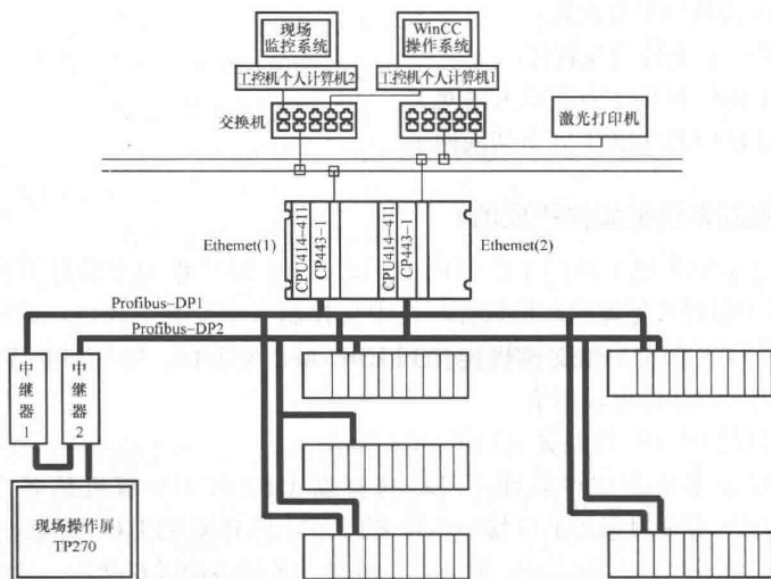 现场
监控系统
WinCC
操作系统
工控机个人计算机2
工控机个人计算机1
交换机
激光打印机
Ethemet(1)
CPU414-411
CP443-1
CPU414-411
CP443-1
Ethemet(2)
Profibus-DP1
Profibus-DP2
中继器1
中继器2
现场操作屏
TP270